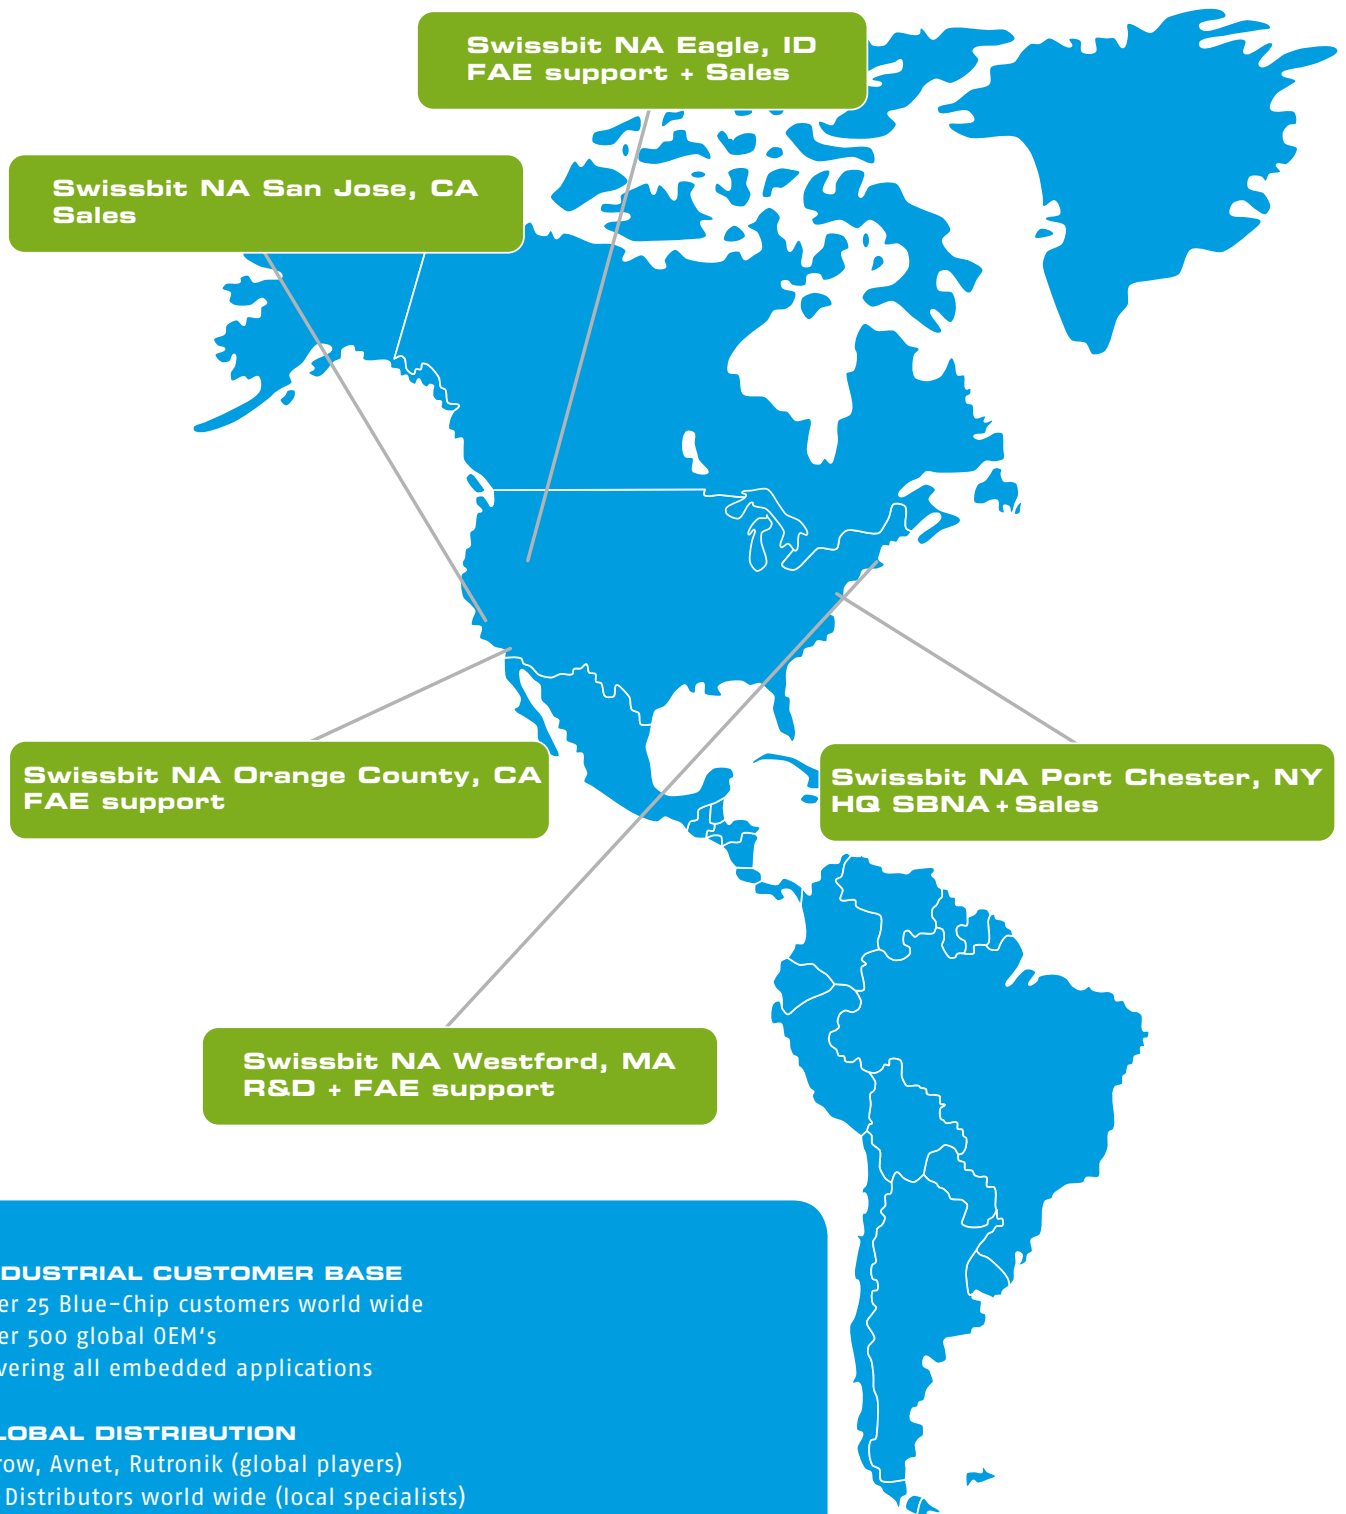 Swissbit NA Eagle, ID
FAE support + Sales
Swissbit NA San Jose, CA
Sales
Swissbit NA Orange County, CA
FAE support
Swissbit NA Port Chester, NY
HQ SBNA + Sales
Swissbit NA Westford, MA
R&D + FAE support
DUSTRIAL CUSTOMER BASE
er 25 Blue-Chip customers world wide
er 500 global OEM's
vering all embedded applications
LOBAL DISTRIBUTION
row, Avnet, Rutronik (global players)
Distributors world wide (local specialists)